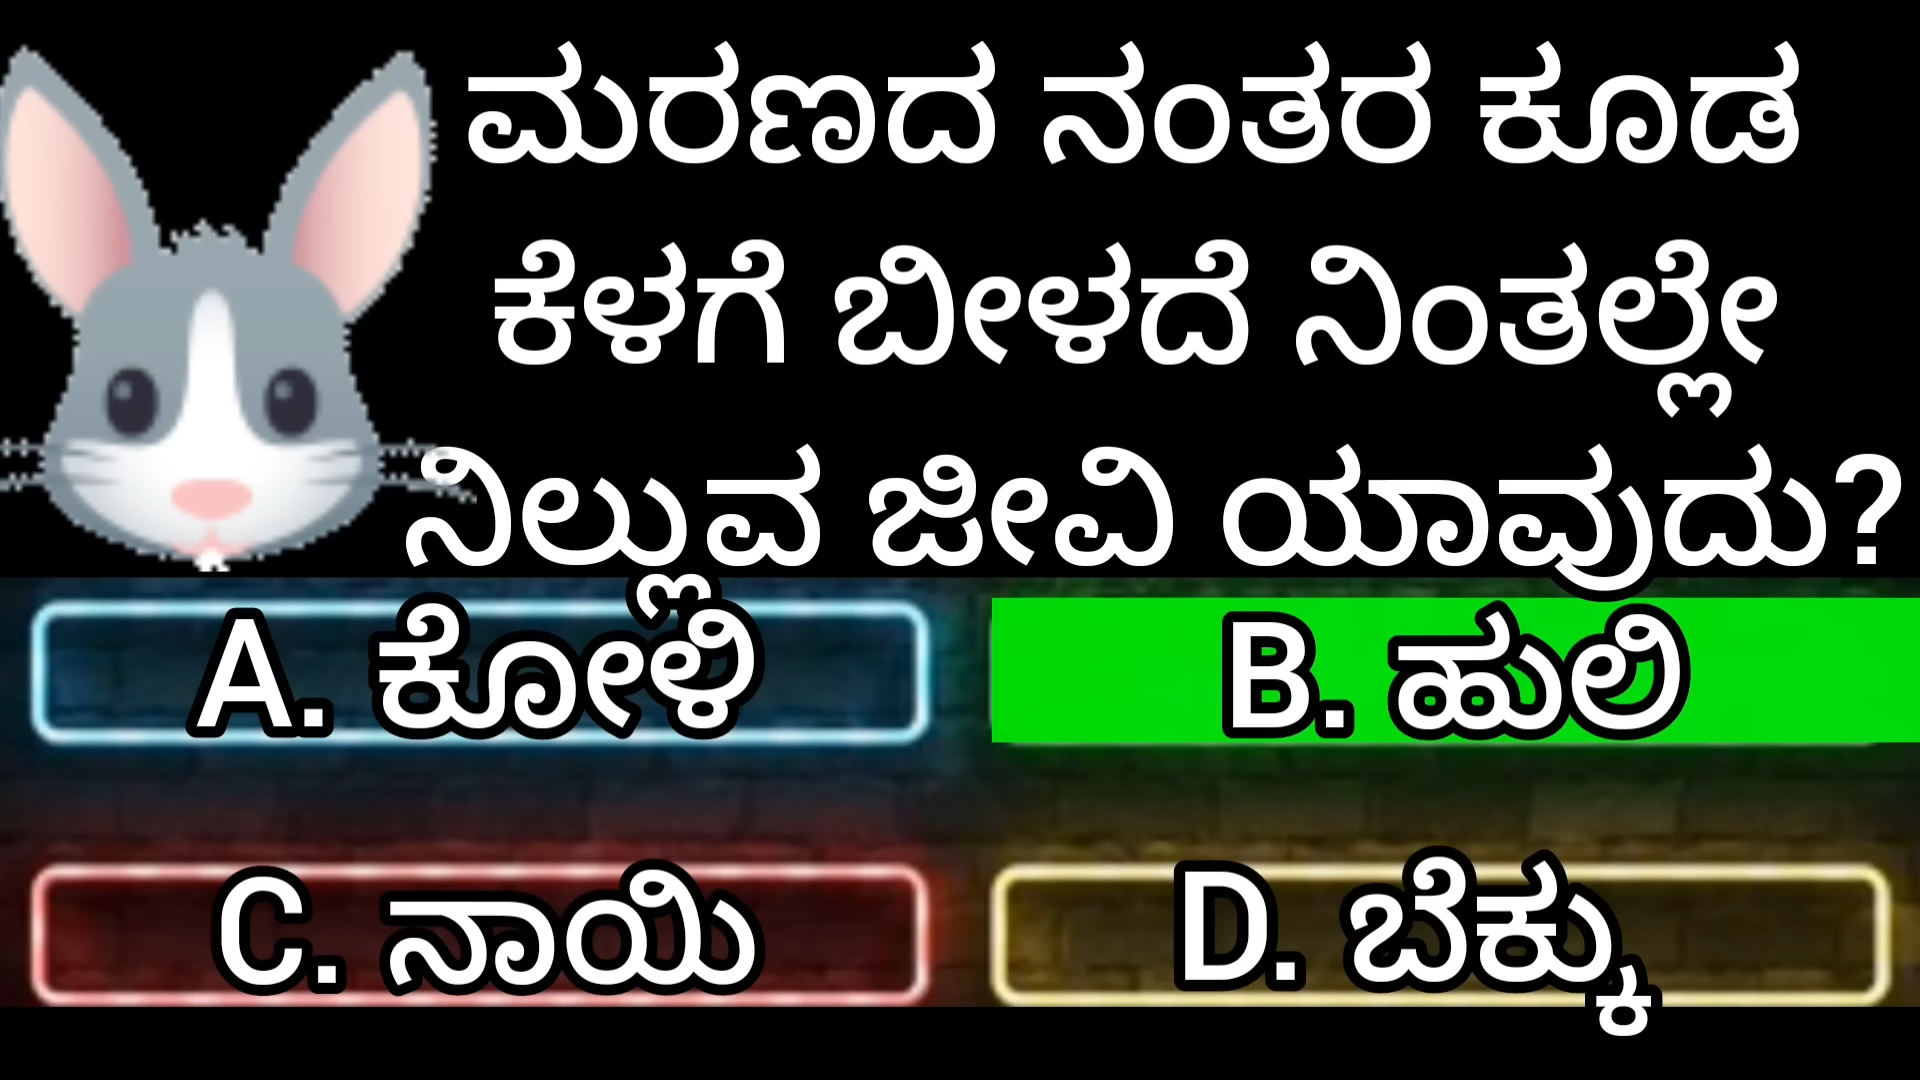 ಮರಣದ ನಂತರ ಕೂಡ
ಕೆಳಗೆ ಬೀಳದೆ ನಿಂತಲ್ಲೇ
ನಿಲ್ಲುವ ಜೀವಿ ಯಾವುದು?
A. ಕೋಳಿ
B. ಹುಲಿ
C. ನಾಯಿ
D. ಬೆಕ್ಕು